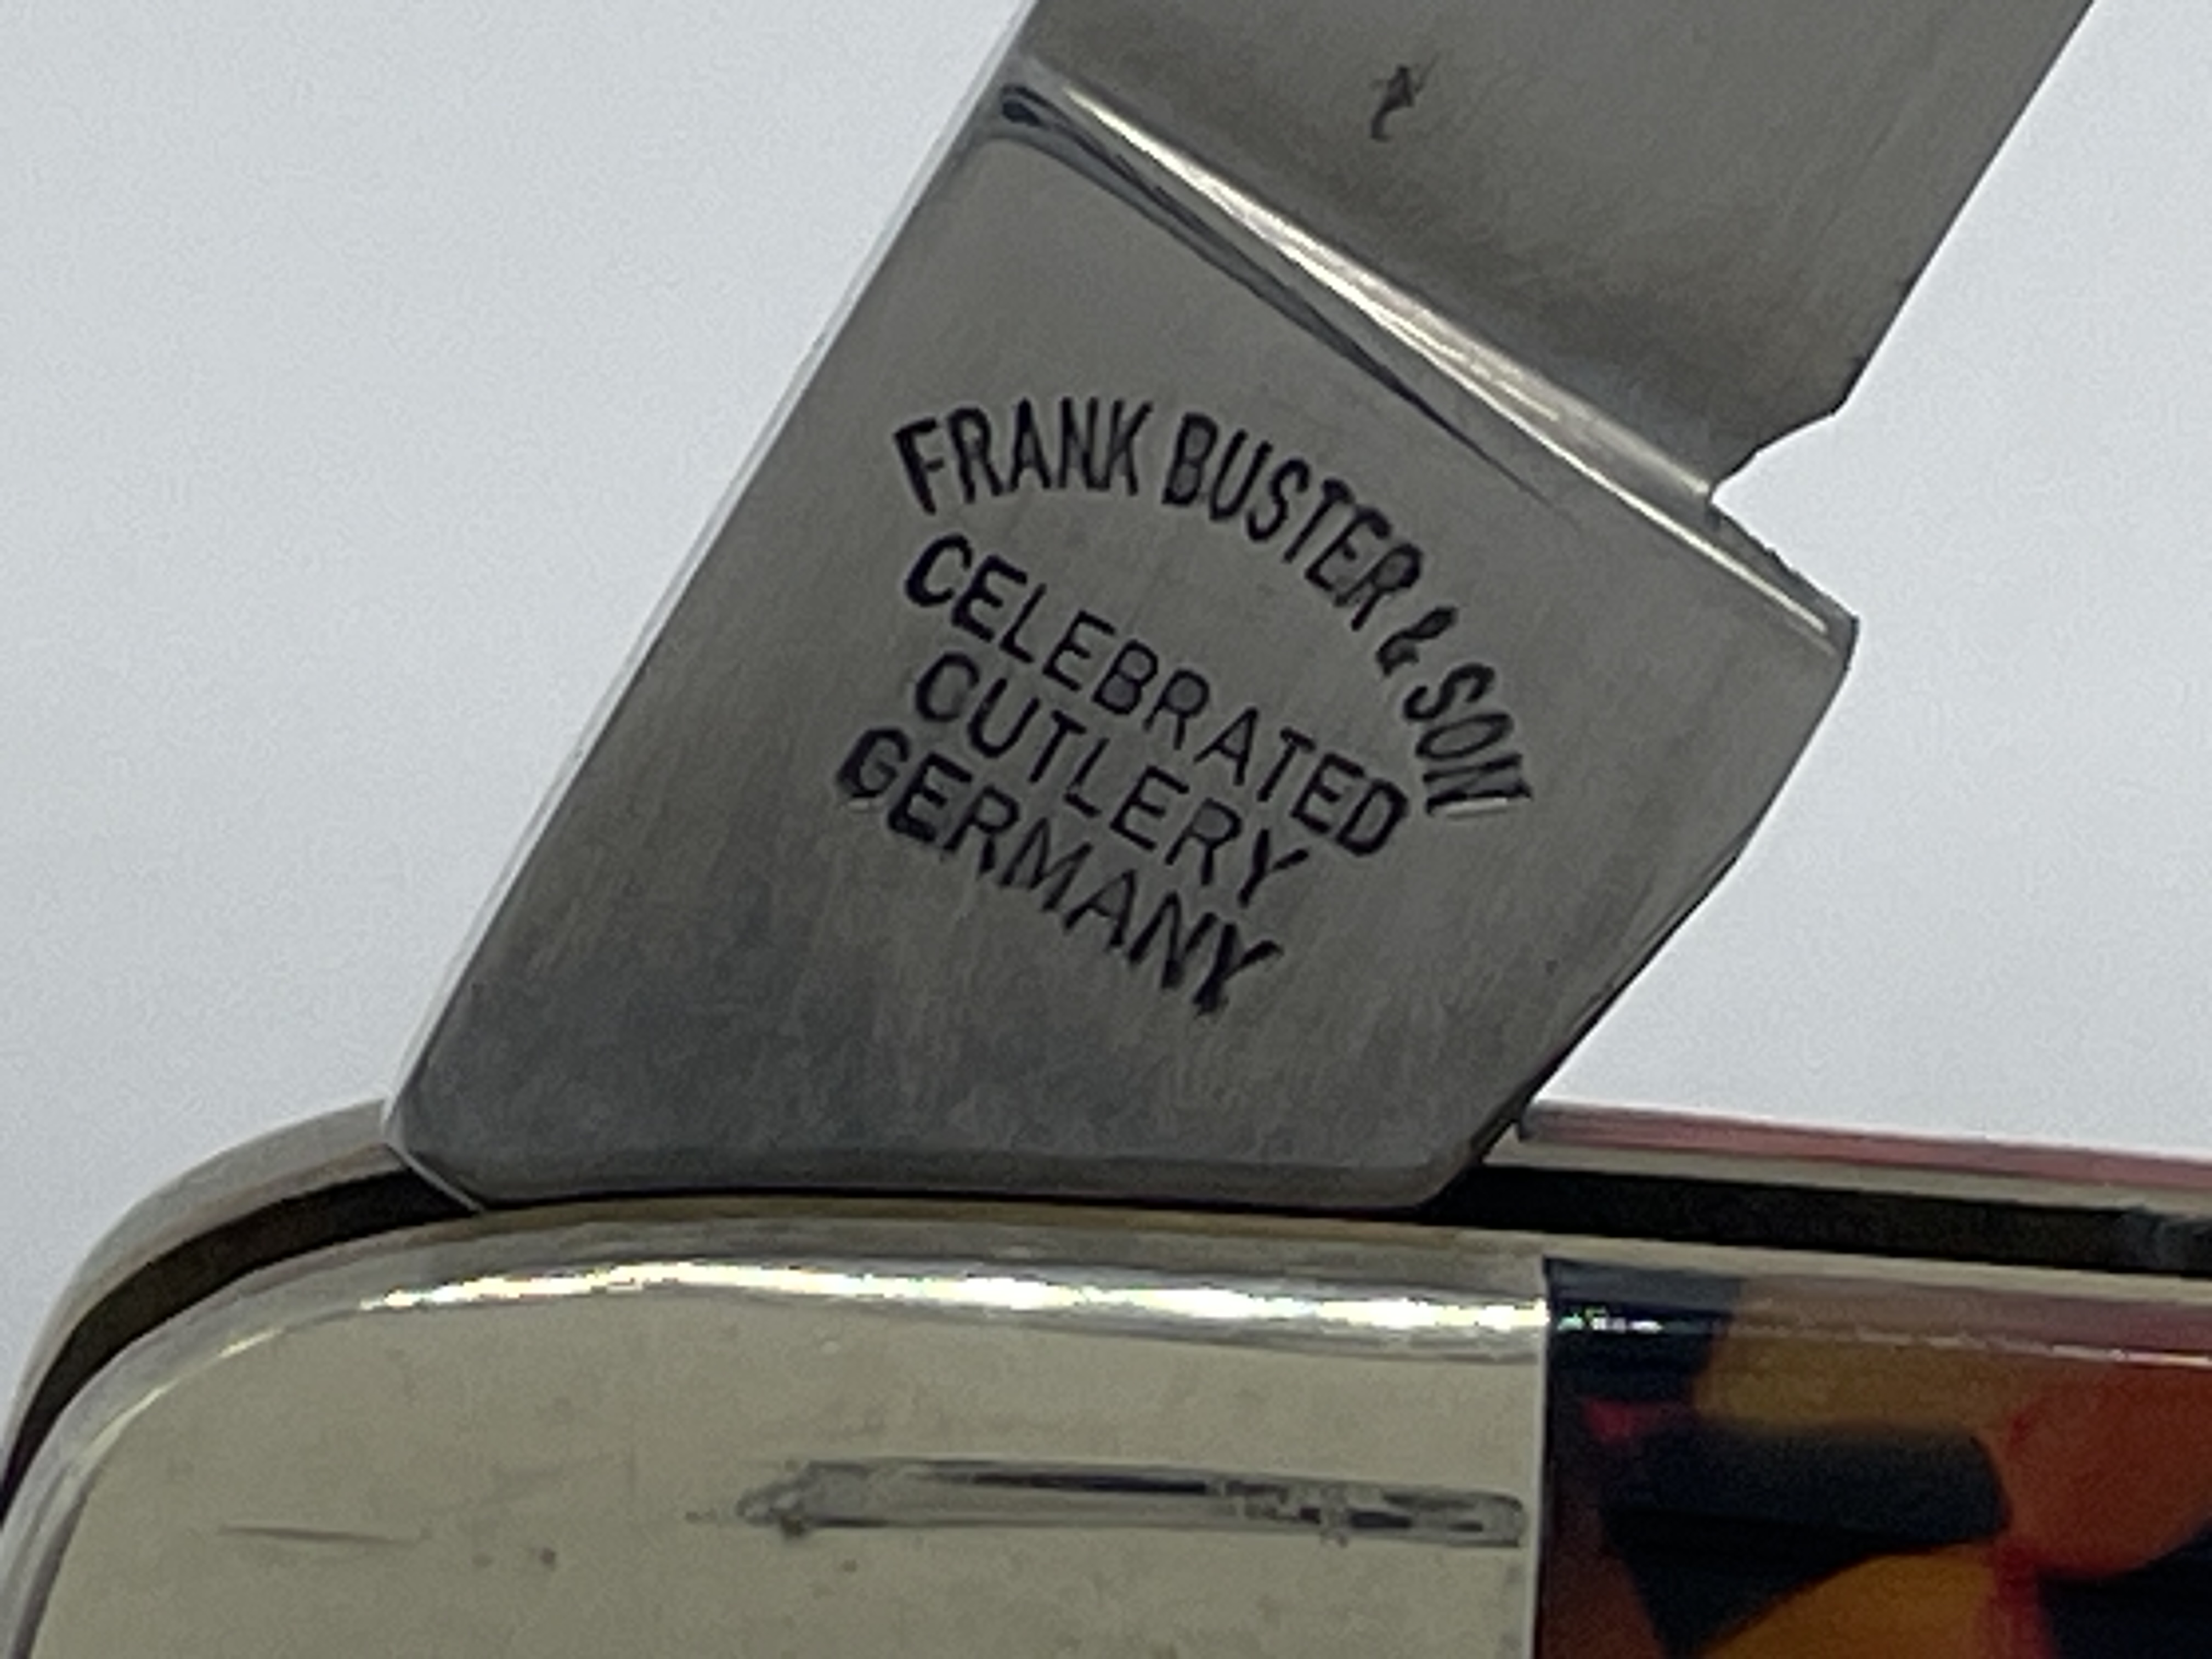 FRANK BUSTER & SON
CELEBRATED
CUTLERY
GERMANY